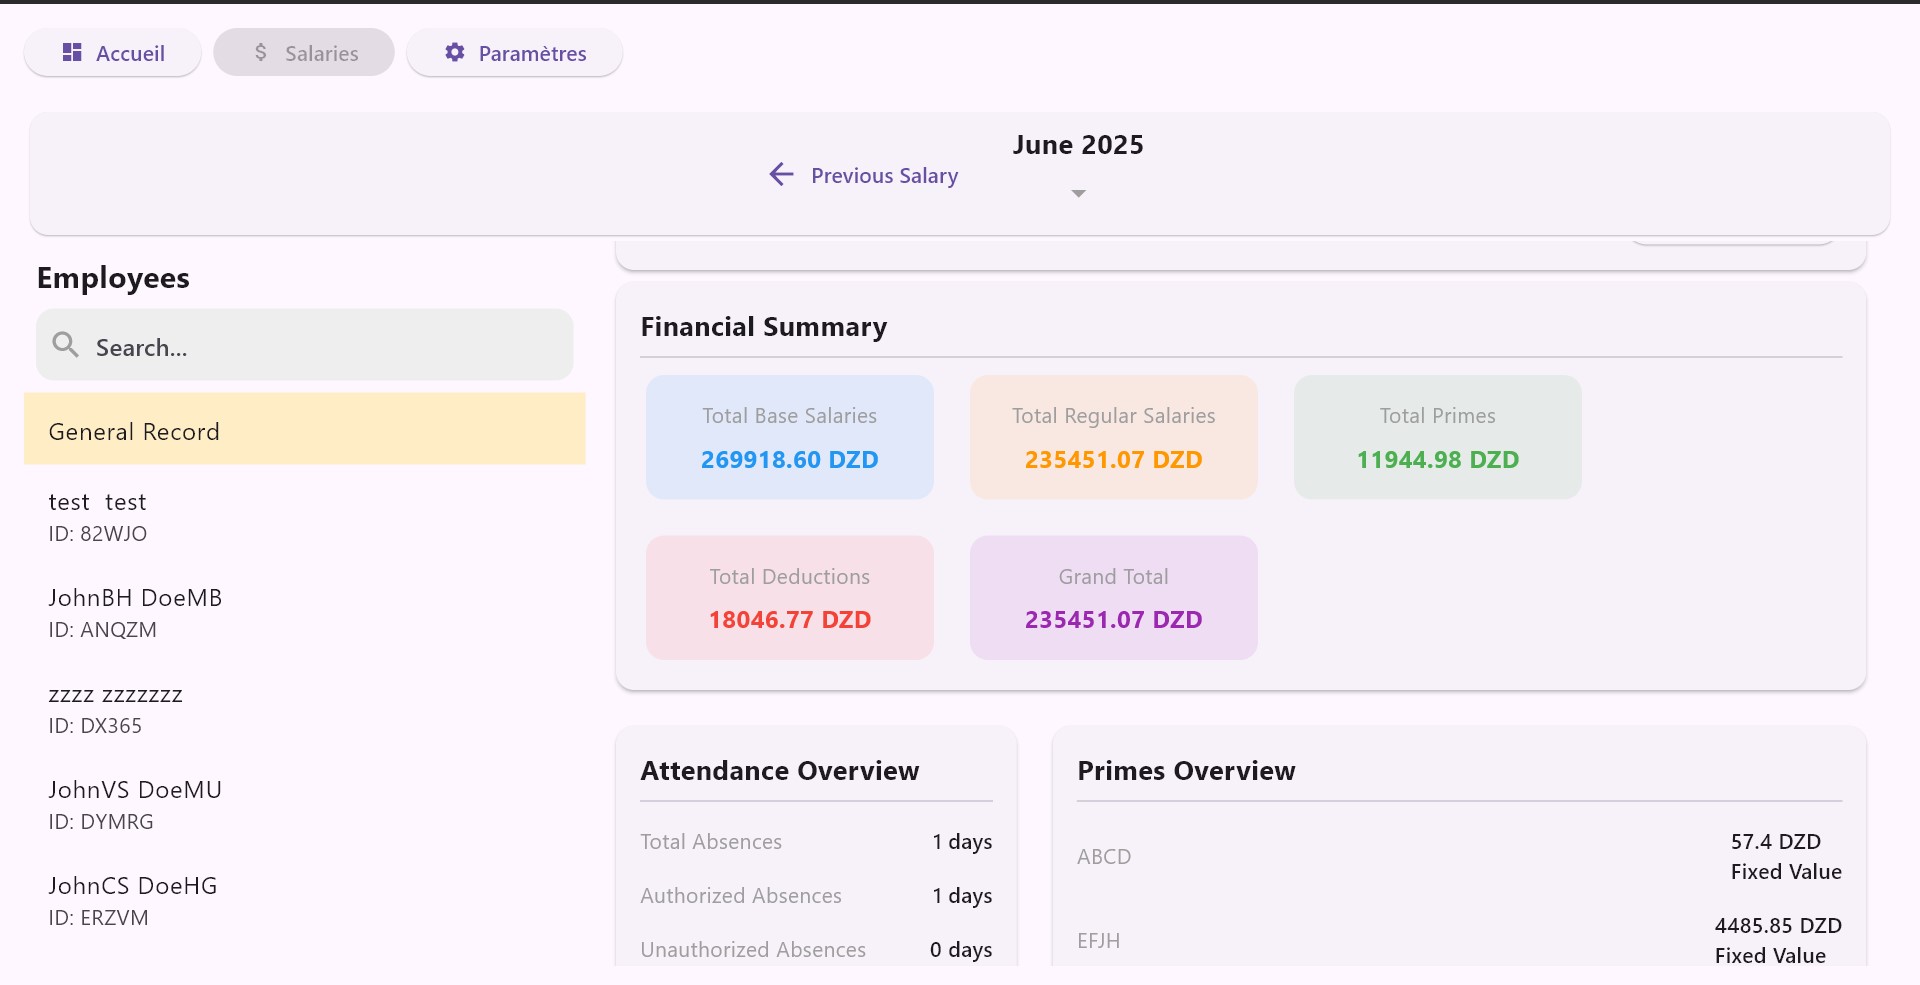 Accueil
Salaries
Paramètres
June 2025
Previous Salary
Employees
Search...
General Record
test  test
ID: 82WJO
JohnBH DoeMB
ID: ANQZM
zzzz zzzzzzz
ID: DX365
JohnVS DoeMU
ID: DYMRG
JohnCS DoeHG
ID: ERZVM
Financial Summary
Total Base Salaries
269918.60 DZD
Total Regular Salaries
235451.07 DZD
Total Primes
11944.98 DZD
Total Deductions
18046.77 DZD
Grand Total
235451.07 DZD
Attendance Overview
Total Absences 1 days
Authorized Absences 1 days
Unauthorized Absences 0 days
Primes Overview
ABCD
57.4 DZD
Fixed Value
EFJH
4485.85 DZD
Fixed Value